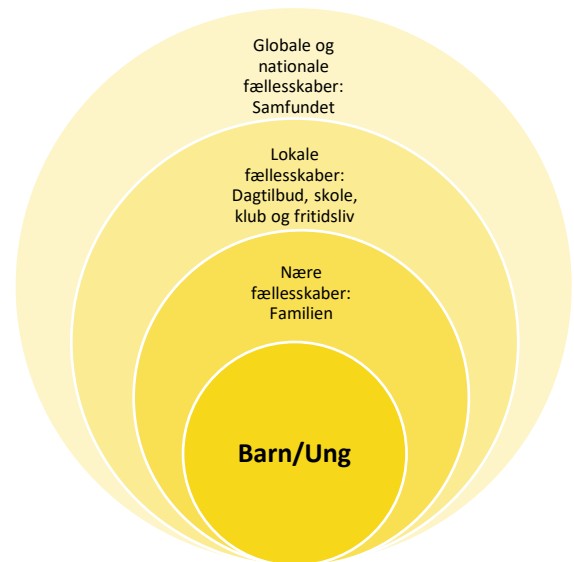 Globale og
nationale
fællesskaber:
Samfundet
Lokale
fællesskaber:
Dagtilbud, skole,
klub og fritidsliv
Nære
fællesskaber:
Familien
Barn/Ung